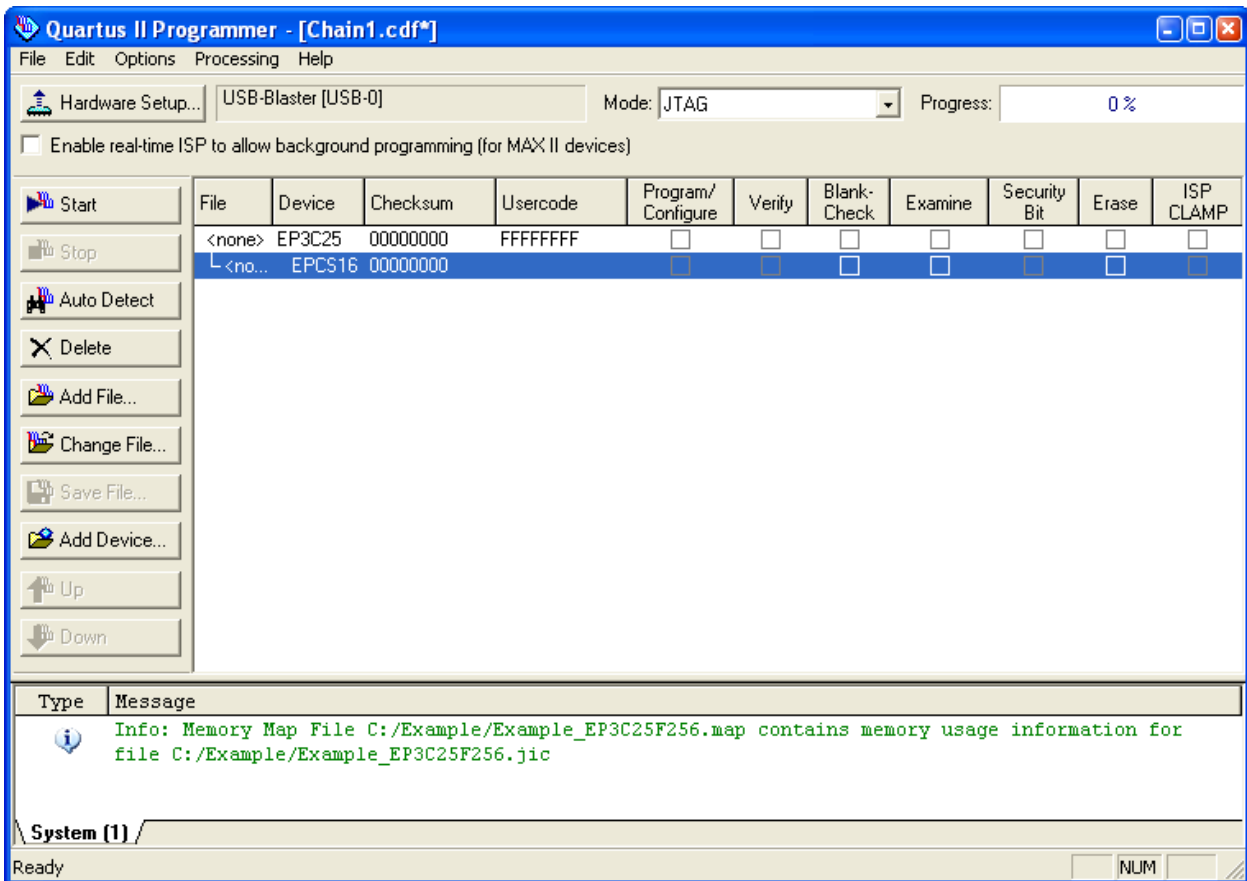 Quartus II Programmer - [Chain1.cdf*]
File Edit Options Processing Help
Hardware Setup... USB-Blaster [USB-0] Mode: JTAG Progress: 0 %
Enable real-time ISP to allow background programming (for MAX II devices)
Start
Stop
Auto Detect
Delete
Add File...
Change File...
Save File...
Add Device...
Up
Down
File Device Checksum Usercode Program/ Configure Verify Blank- Check Examine Security Bit Erase ISP CLAMP
<none> EP3C25 00000000 FFFFFFFF
<no... EPCS16 00000000
Type Message
Info: Memory Map File C:/Example/Example_EP3C25F256.map contains memory usage information for
file C:/Example/Example_EP3C25F256.jic
System (1)
Ready NUM